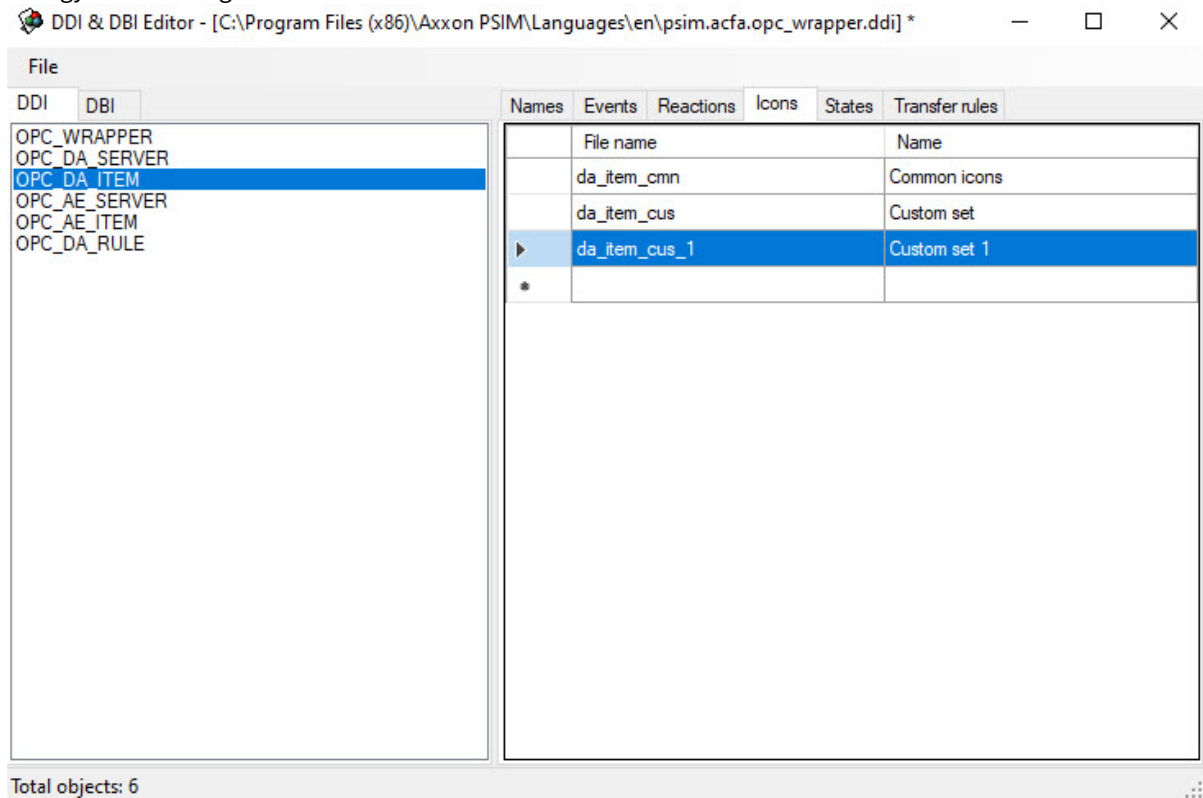 DDI & DBI Editor - [C:\Program Files (x86)\Axxon PSIM\Languages\en\psim.acfa.opc_wrapper.ddi] *
File
DDI DBI
Names Events Reactions Icons States Transfer rules
OPC_WRAPPER
OPC_DA_SERVER
OPC_DA_ITEM
OPC_AE_SERVER
OPC_AE_ITEM
OPC_DA_RULE
File name Name
da_item_cmn Common icons
da_item_cus Custom set
da_item_cus_1 Custom set 1
Total objects: 6